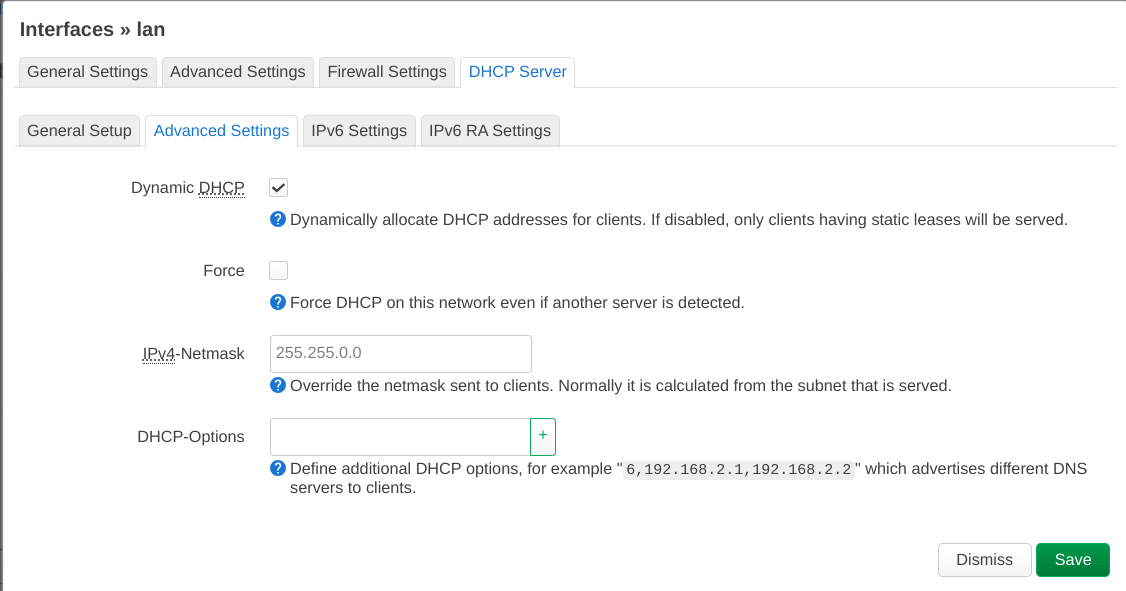 Interfaces » lan
General Settings Advanced Settings Firewall Settings DHCP Server
General Setup Advanced Settings IPv6 Settings IPv6 RA Settings
Dynamic DHCP
Dynamically allocate DHCP addresses for clients. If disabled, only clients having static leases will be served.
Force
Force DHCP on this network even if another server is detected.
IPv4-Netmask 255.255.0.0
Override the netmask sent to clients. Normally it is calculated from the subnet that is served.
DHCP-Options +
Define additional DHCP options, for example "6,192.168.2.1,192.168.2.2" which advertises different DNS
servers to clients.
Dismiss Save